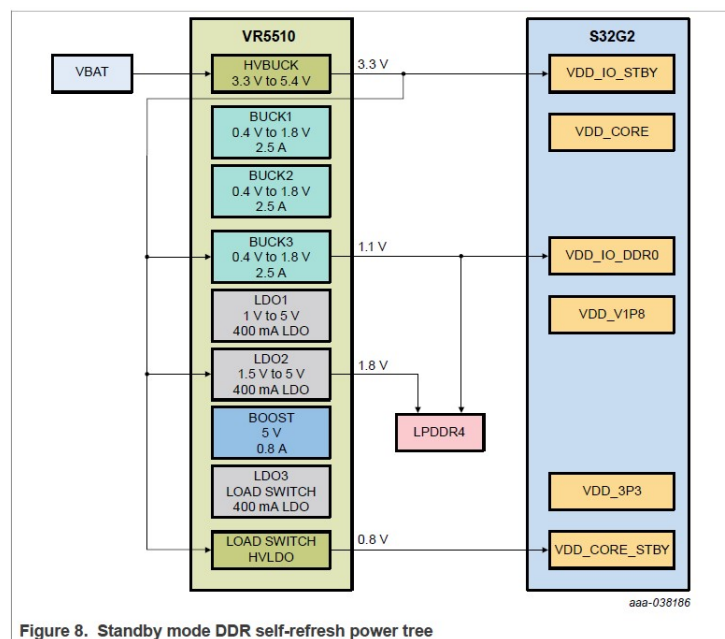 VR5510
S32G2
VBAT
HVBUCK
3.3 V to 5.4 V
3.3 V
VDD_IO_STBY
BUCK1
0.4 V to 1.8 V
2.5 A
VDD_CORE
BUCK2
0.4 V to 1.8 V
2.5 A
BUCK3
0.4 V to 1.8 V
2.5 A
1.1 V
VDD_IO_DDR0
LDO1
1 V to 5 V
400 mA LDO
VDD_V1P8
LDO2
1.5 V to 5 V
400 mA LDO
1.8 V
LPDDR4
BOOST
5 V
0.8 A
LDO3
LOAD SWITCH
400 mA LDO
VDD_3P3
LOAD SWITCH
HVLDO
0.8 V
VDD_CORE_STBY
aaa-038186
Figure 8. Standby mode DDR self-refresh power tree